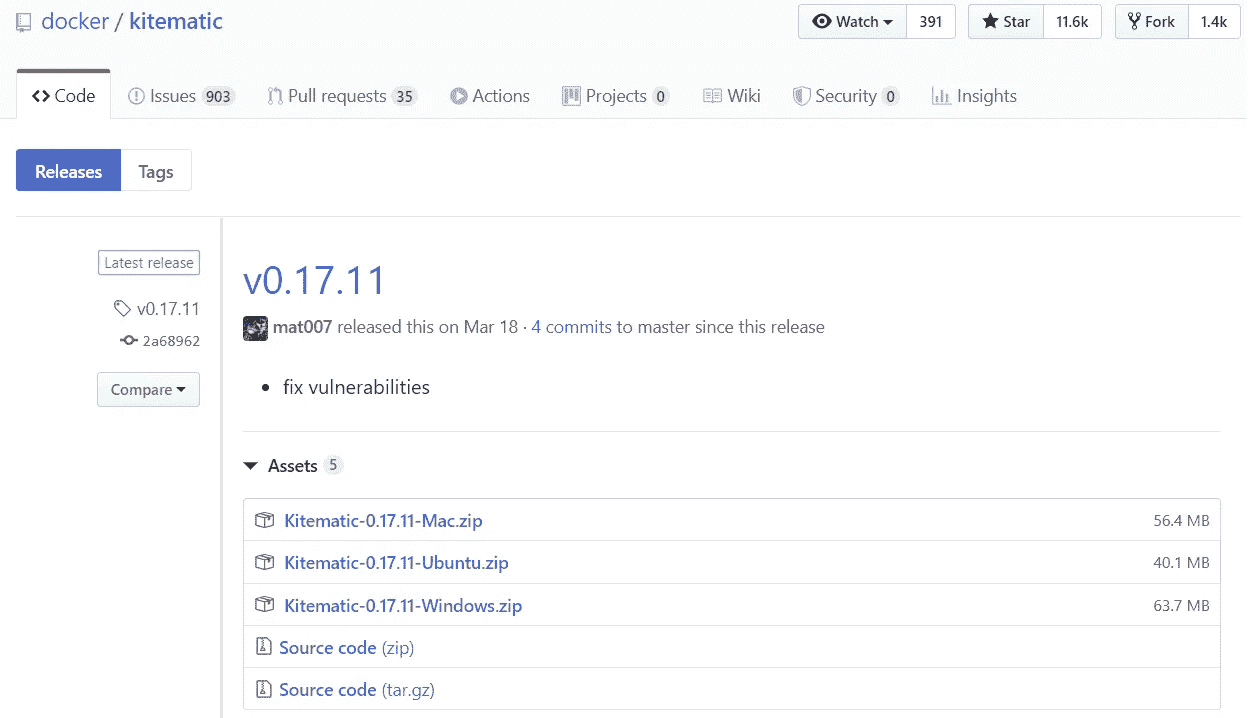 docker / kitematic
Watch 391 Star 11.6k Fork 1.4k
Code Issues 903 Pull requests 35 Actions Projects 0 Wiki Security 0 Insights
Releases Tags
Latest release
v0.17.11
2a68962
Compare
v0.17.11
mat007 released this on Mar 18 · 4 commits to master since this release
• fix vulnerabilities
Assets 5
Kitematic-0.17.11-Mac.zip 56.4 MB
Kitematic-0.17.11-Ubuntu.zip 40.1 MB
Kitematic-0.17.11-Windows.zip 63.7 MB
Source code (zip)
Source code (tar.gz)